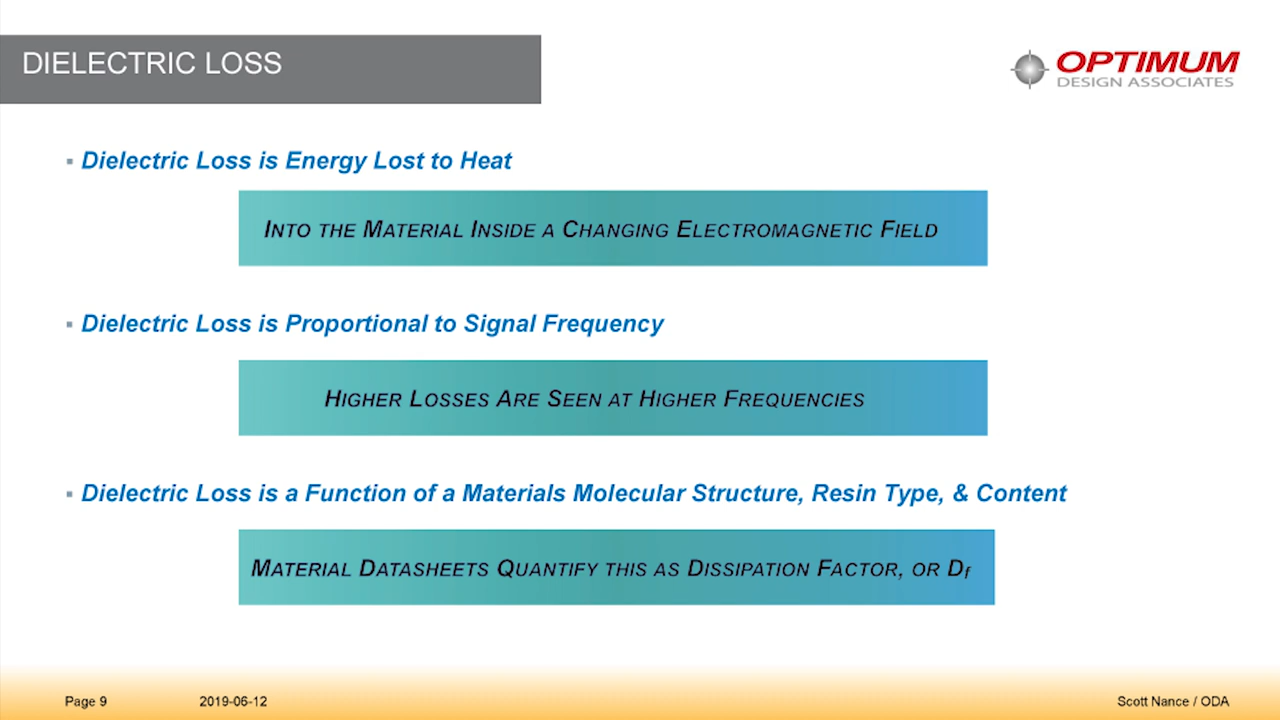 DIELECTRIC LOSS
OPTIMUM
DESIGN ASSOCIATES
▪ Dielectric Loss is Energy Lost to Heat
INTO THE MATERIAL INSIDE A CHANGING ELECTROMAGNETIC FIELD
▪ Dielectric Loss is Proportional to Signal Frequency
HIGHER LOSSES ARE SEEN AT HIGHER FREQUENCIES
▪ Dielectric Loss is a Function of a Materials Molecular Structure, Resin Type, & Content
MATERIAL DATASHEETS QUANTIFY THIS AS DISSIPATION FACTOR, OR Df
Page 9 2019-06-12 Scott Nance / ODA